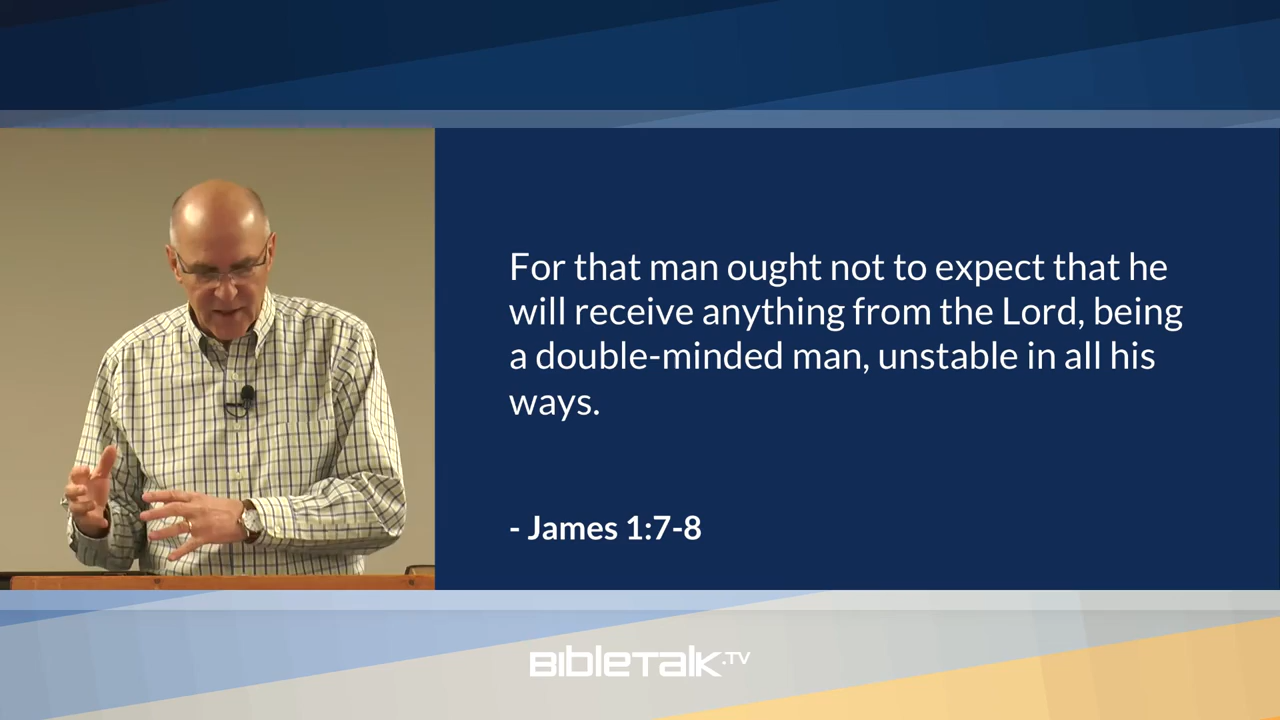 For that man ought not to expect that he
will receive anything from the Lord, being
a double-minded man, unstable in all his
ways.
- James 1:7-8
BibleTalk.TV